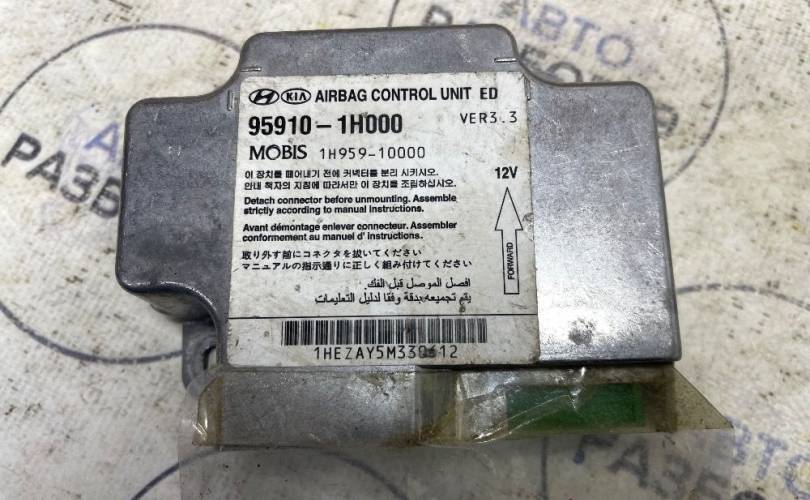 HYUNDAI KIA AIRBAG CONTROL UNIT ED
95910-1H000 VER3.3
MOBIS 1H959-10000
이 장치를 떼어내기 전에 커넥터를 분리 시키시오.
안내 책자의 지침에 따라서만 이 장치를 조립하십시오.
12V
Detach connector before unmounting. Assemble
strictly according to manual instructions.
Avant démontage enlever connecteur. Assembler
conformement au manuel d' instructions.
FORWARD
取り外す前にコネクタを抜いてください
マニュアルの指示通りに正しく組み付けてください
افصل الموصل قبل الفك.
يتم تجميعه بدقة وفقا لدليل التعليمات
АВТО
РАЗБОР
АВТО
РАЗБОР